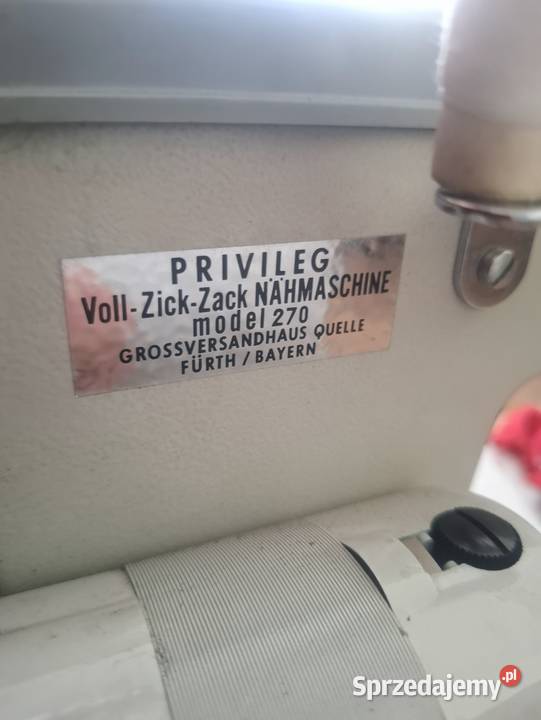 PRIVILEG
Voll-Zick-Zack NÄHMASCHINE
model 270
GROSSVERSANDHAUS QUELLE
FÜRTH / BAYERN
Sprzedajemy.pl